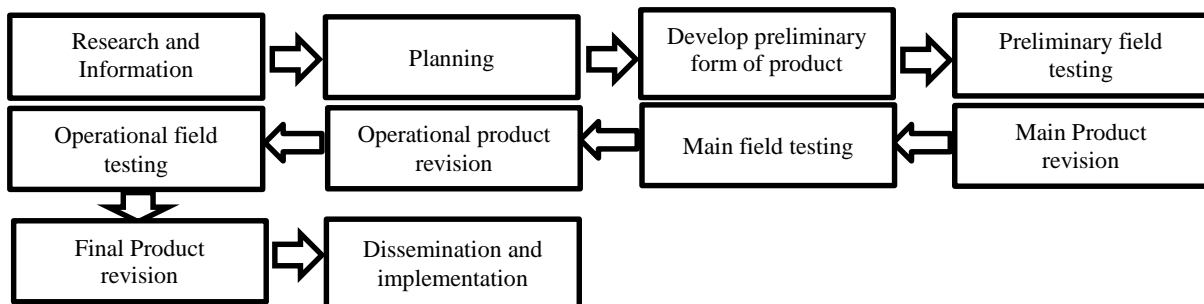 Research and
Information
Planning
Develop preliminary
form of product
Preliminary field
testing
Operational field
testing
Operational product
revision
Main field testing
Main Product
revision
Final Product
revision
Dissemination and
implementation